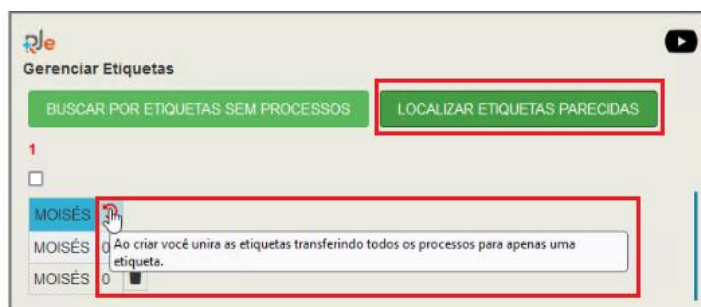 PJe
Gerenciar Etiquetas
BUSCAR POR ETIQUETAS SEM PROCESSOS
LOCALIZAR ETIQUETAS PARECIDAS
1
MOISÉS
MOISÉS 0
Ao criar você unira as etiquetas transferindo todos os processos para apenas uma
etiqueta.
MOISÉS 0